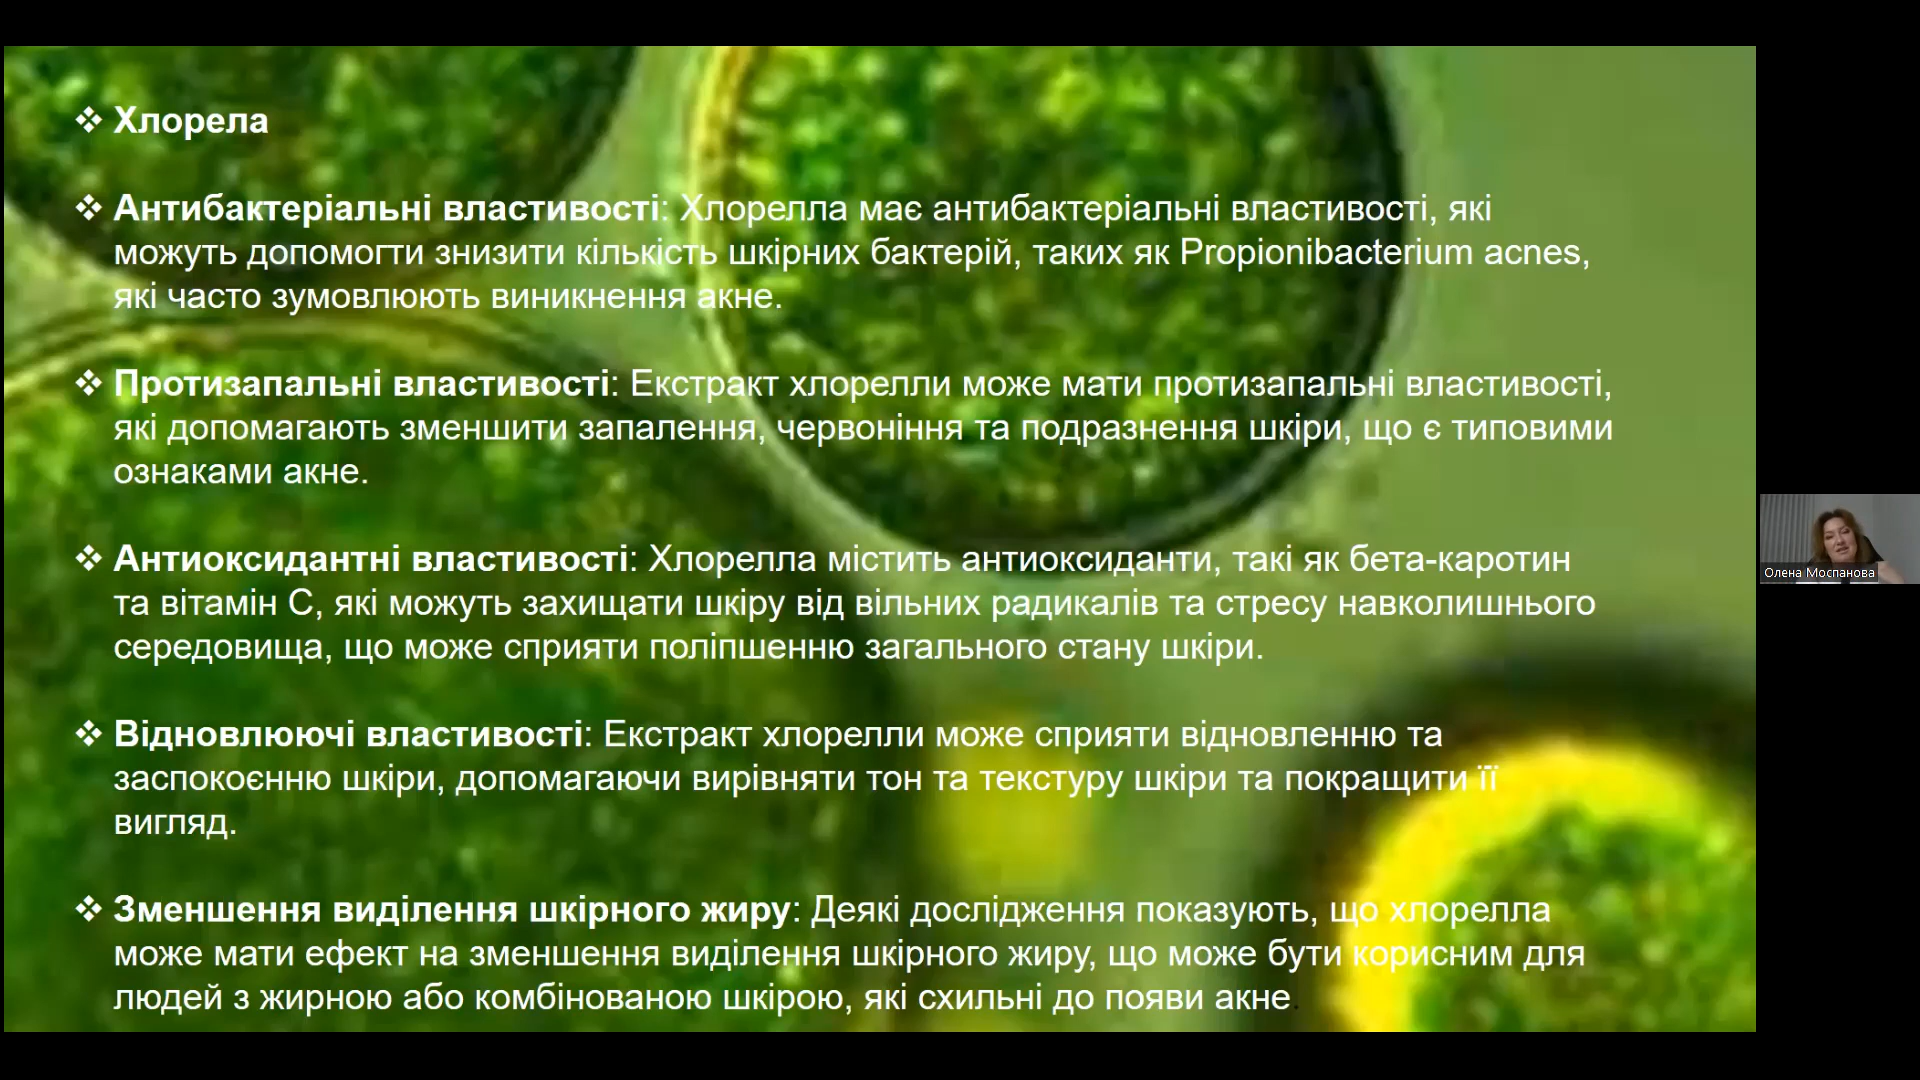 ❖ Хлорела
❖ Антибактеріальні властивості: Хлорелла має антибактеріальні властивості, які
можуть допомогти знизити кількість шкірних бактерій, таких як Propionibacterium acnes,
які часто зумовлюють виникнення акне.
❖ Протизапальні властивості: Екстракт хлорелли може мати протизапальні властивості,
які допомагають зменшити запалення, червоніння та подразнення шкіри, що є типовими
ознаками акне.
❖ Антиоксидантні властивості: Хлорелла містить антиоксиданти, такі як бета-каротин
та вітамін С, які можуть захищати шкіру від вільних радикалів та стресу навколишнього
середовища, що може сприяти поліпшенню загального стану шкіри.
❖ Відновлюючі властивості: Екстракт хлорелли може сприяти відновленню та
заспокоєнню шкіри, допомагаючи вирівняти тон та текстуру шкіри та покращити її
вигляд.
❖ Зменшення виділення шкірного жиру: Деякі дослідження показують, що хлорелла
може мати ефект на зменшення виділення шкірного жиру, що може бути корисним для
людей з жирною або комбінованою шкірою, які схильні до появи акне.
Олена Моспанова